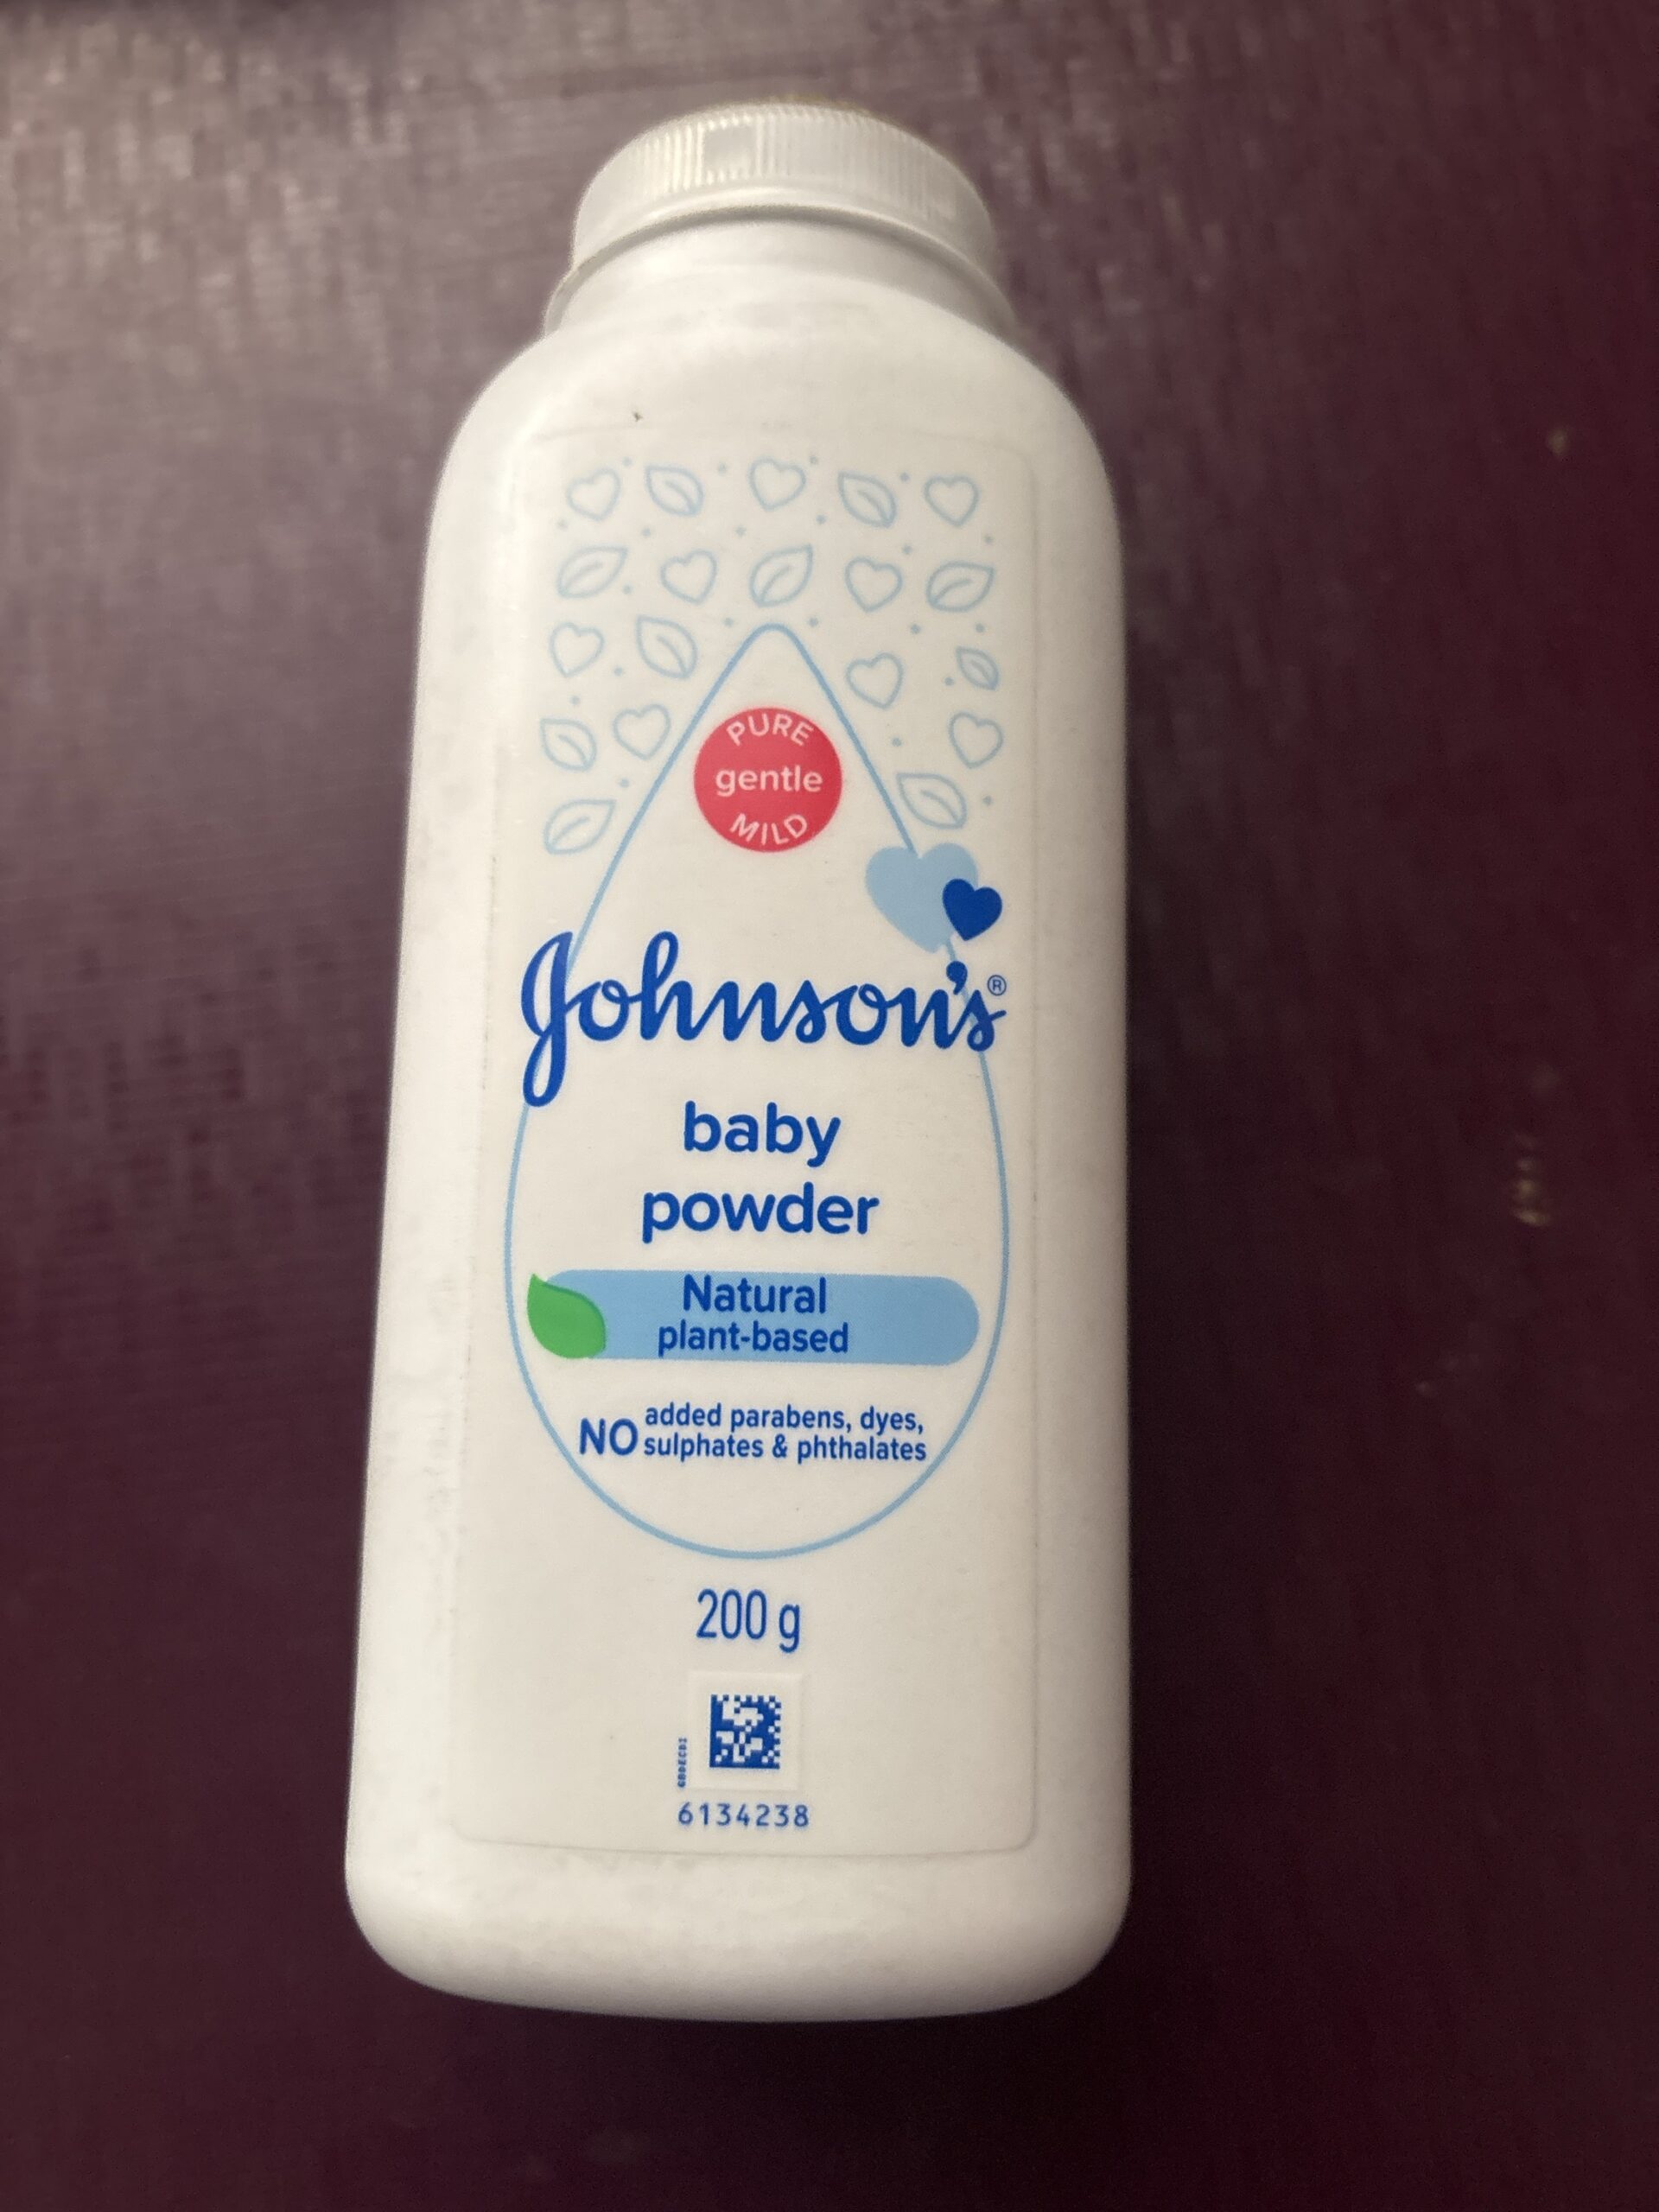 PURE
gentle
MILD
Johnson's®
baby
powder
Natural
plant-based
NO added parabens, dyes,
sulphates & phthalates
200 g
6134238